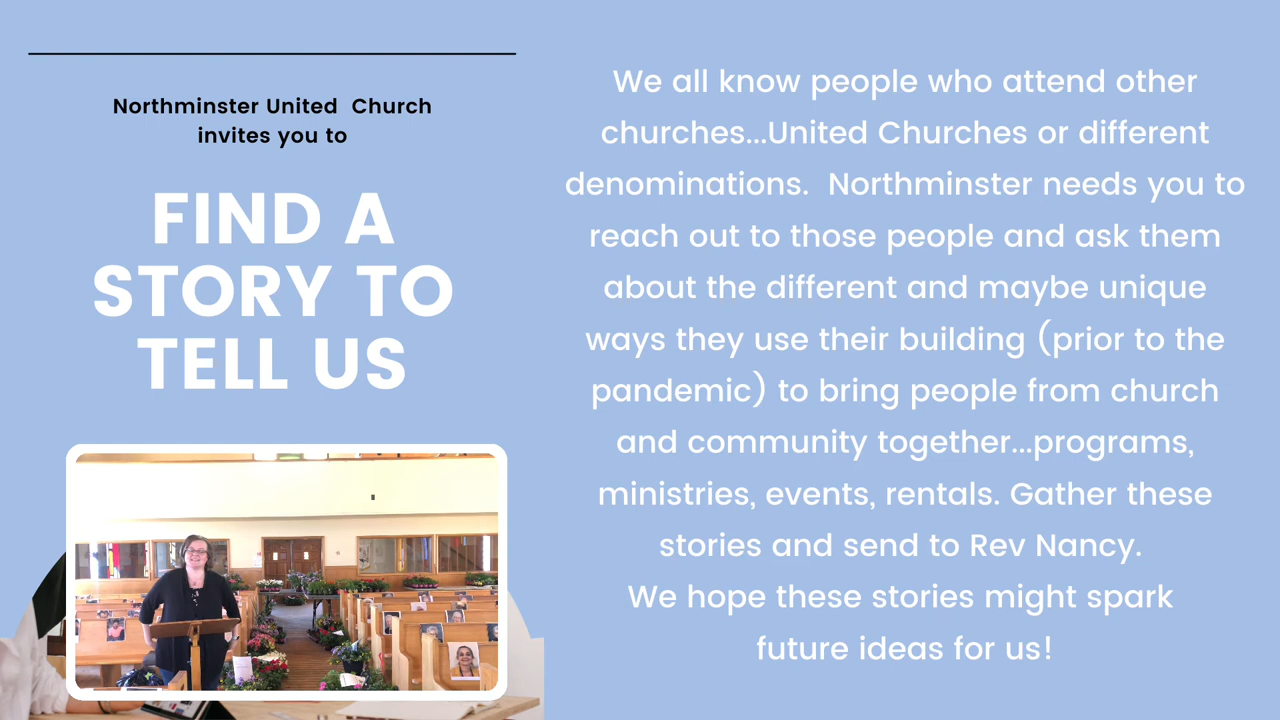 Northminster United  Church
invites you to
FIND A
STORY TO
TELL US
We all know people who attend other
churches...United Churches or different
denominations.  Northminster needs you to
reach out to those people and ask them
about the different and maybe unique
ways they use their building (prior to the
pandemic) to bring people from church
and community together...programs,
ministries, events, rentals. Gather these
stories and send to Rev Nancy.
We hope these stories might spark
future ideas for us!